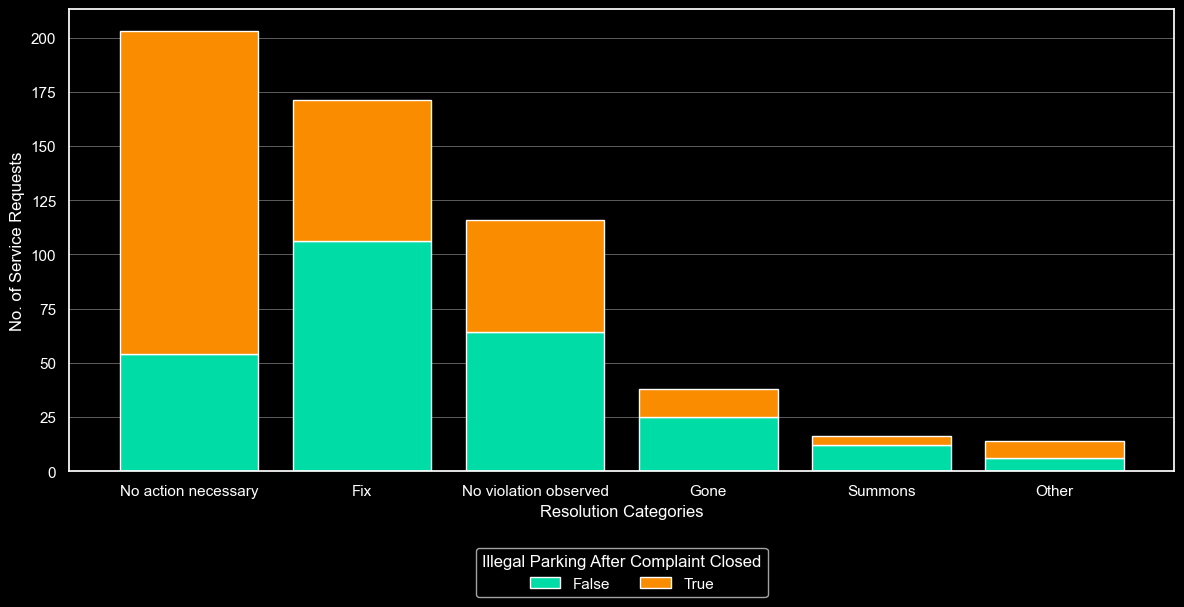 200
175
150
125
100
75
50
25
0
No. of Service Requests
No action necessary Fix No violation observed Gone Summons Other
Resolution Categories
Illegal Parking After Complaint Closed
False True